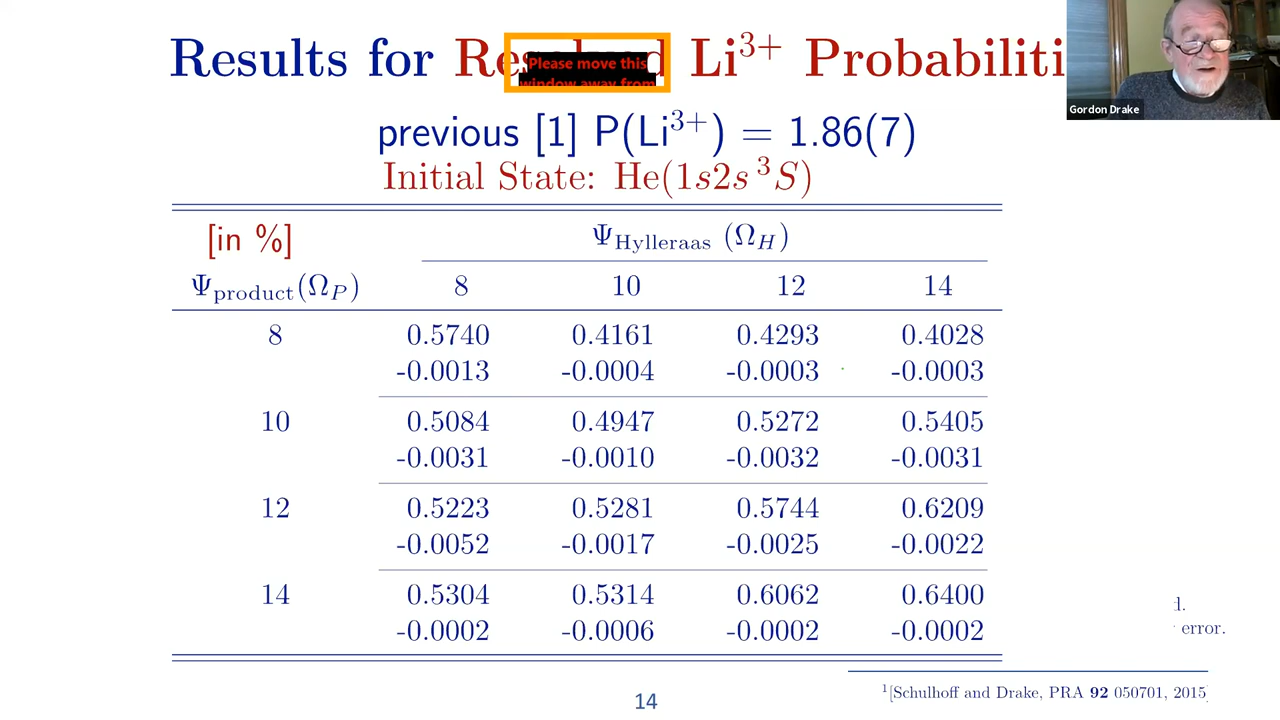 Results for Res d Li³⁺ Probabiliti
Please move this
window away from
Gordon Drake
previous [1] P(Li³⁺) = 1.86(7)
Initial State: He(1s2s ³S)
[in %] Ψ_Hylleraas (Ω_H)
Ψ_product(Ω_P) 8 10 12 14
8 0.5740 0.4161 0.4293 0.4028
-0.0013 -0.0004 -0.0003 -0.0003
10 0.5084 0.4947 0.5272 0.5405
-0.0031 -0.0010 -0.0032 -0.0031
12 0.5223 0.5281 0.5744 0.6209
-0.0052 -0.0017 -0.0025 -0.0022
14 0.5304 0.5314 0.6062 0.6400
-0.0002 -0.0006 -0.0002 -0.0002
d.
error.
¹[Schulhoff and Drake, PRA 92 050701, 2015]
14